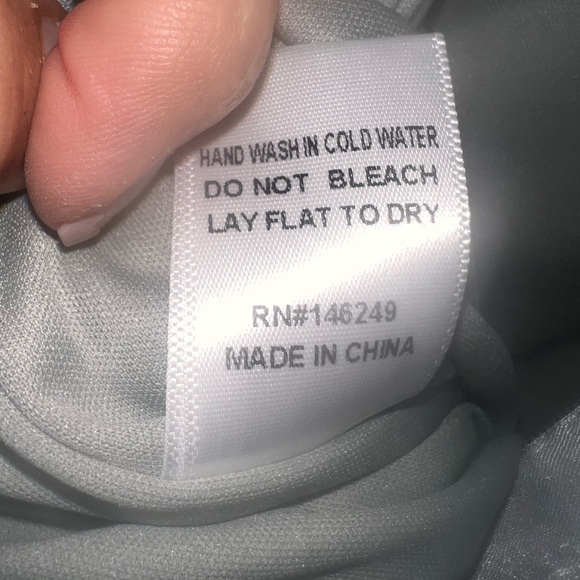 HAND WASH IN COLD WATER
DO NOT BLEACH
LAY FLAT TO DRY
RN#146249
MADE IN CHINA